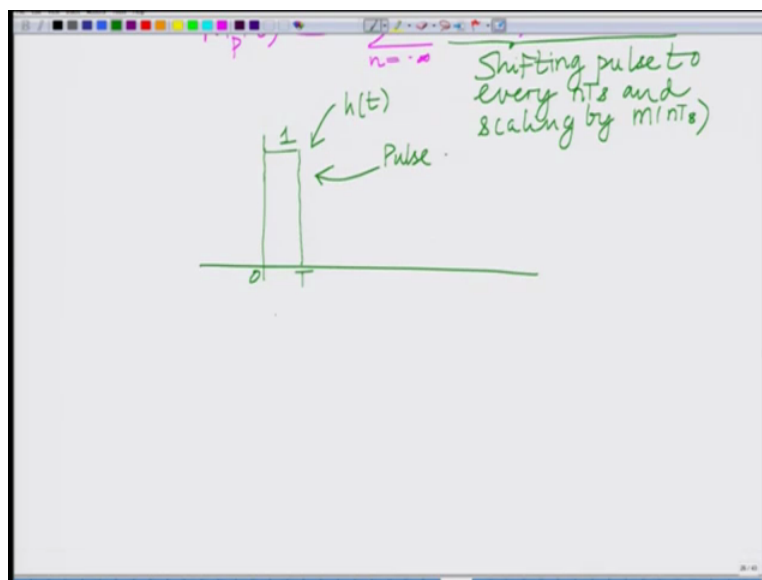 n=-∞
Shifting pulse to
every nTs and
scaling by m(nTs)
h(t)
1
Pulse
0 T